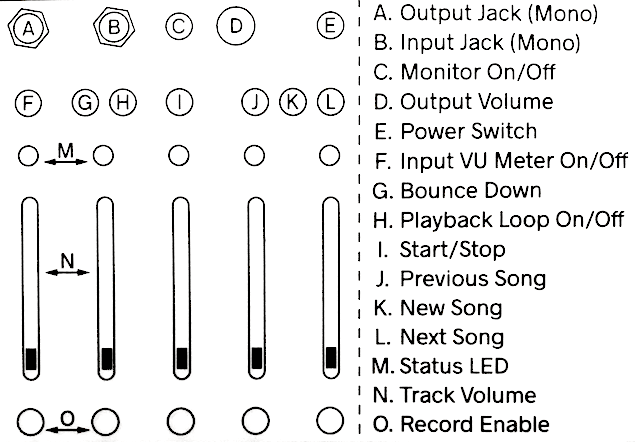 A B C D E
F G H I J K L
M
N
O
A. Output Jack (Mono)
B. Input Jack (Mono)
C. Monitor On/Off
D. Output Volume
E. Power Switch
F. Input VU Meter On/Off
G. Bounce Down
H. Playback Loop On/Off
I. Start/Stop
J. Previous Song
K. New Song
L. Next Song
M. Status LED
N. Track Volume
O. Record Enable